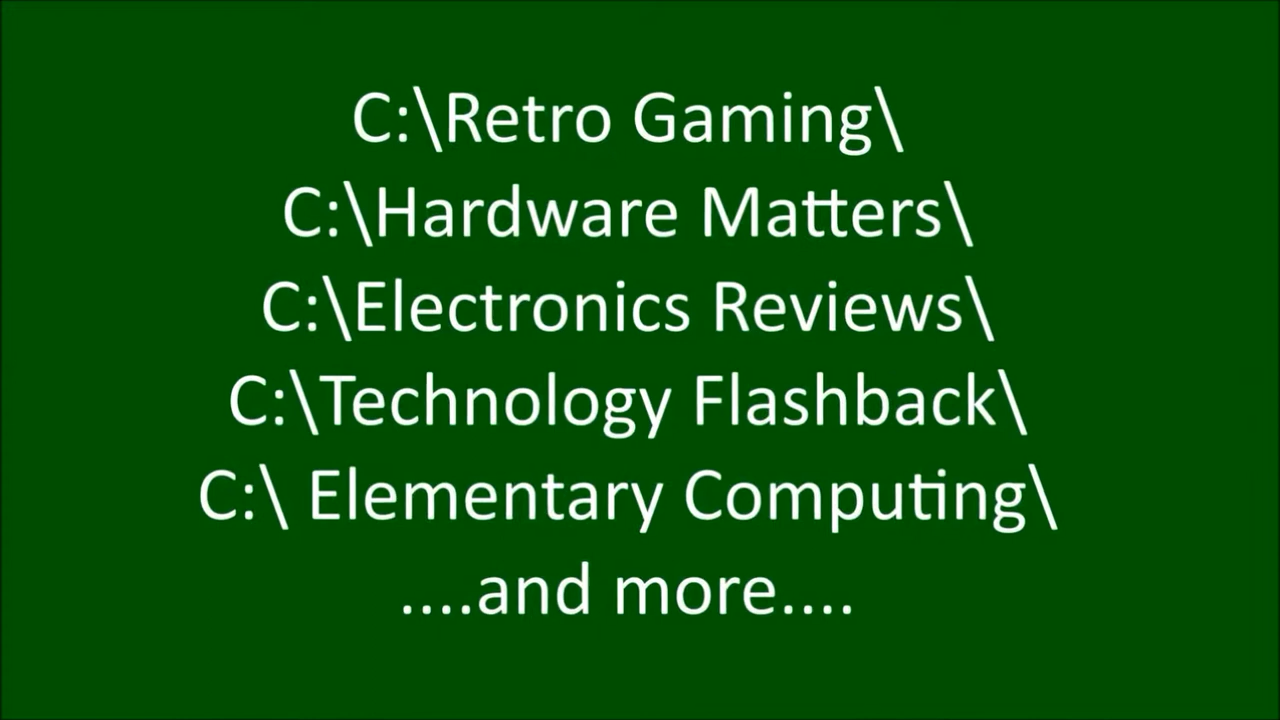 C:\Retro Gaming\
C:\Hardware Matters\
C:\Electronics Reviews\
C:\Technology Flashback\
C:\ Elementary Computing\
....and more....